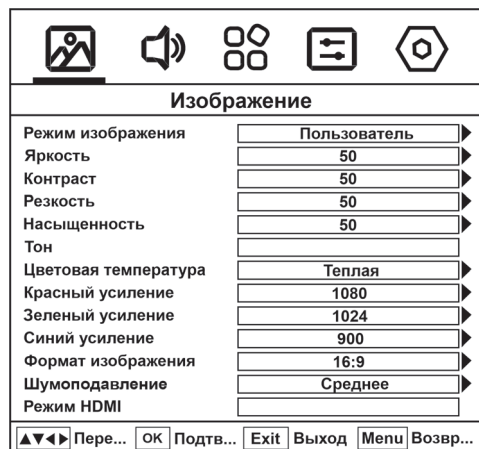 Изображение
Режим изображения Пользователь
Яркость 50
Контраст 50
Резкость 50
Насыщенность 50
Тон
Цветовая температура Теплая
Красный усиление 1080
Зеленый усиление 1024
Синий усиление 900
Формат изображения 16:9
Шумоподавление Среднее
Режим HDMI
Пере... OK Подтв... Exit Выход Menu Возвр...